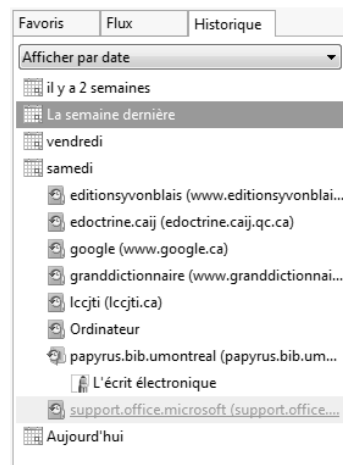 Favoris Flux Historique
Afficher par date
il y a 2 semaines
La semaine dernière
vendredi
samedi
editionsyvonblais (www.editionsyvonblai...
edoctrine.caij (edoctrine.caij.qc.ca)
google (www.google.ca)
granddictionnaire (www.granddictionnai...
lccjti (lccjti.ca)
Ordinateur
papyrus.bib.umontreal (papyrus.bib.um...
L'écrit électronique
support.office.microsoft (support.office....
Aujourd'hui